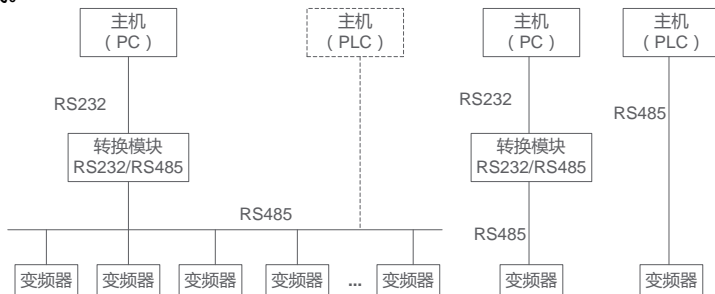 主机
（PC）
主机
（PLC）
主机
（PC）
主机
（PLC）
RS232
RS232
RS485
转换模块
RS232/RS485
转换模块
RS232/RS485
RS485
RS485
变频器
变频器
变频器
变频器
...
变频器
变频器
变频器